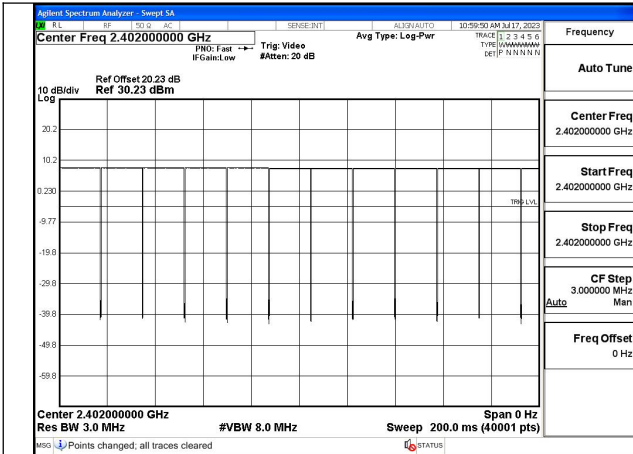 Agilent Spectrum Analyzer - Swept SA
RL RF 50 Ω AC SENSE:INT ALIGN AUTO 10:59:50 AM Jul 17, 2023
Center Freq 2.402000000 GHz
PNO: Fast
IFGain:Low
Trig: Video
#Atten: 20 dB
Avg Type: Log-Pwr
TRACE 1 2 3 4 5 6
TYPE WWWWWW
DET P N N N N N
Ref Offset 20.23 dB
10 dB/div Ref 30.23 dBm
Log
20.2
10.2
0.230
-9.77
-19.8
-29.8
-39.8
-49.8
-59.8
TRIG LVL
Center 2.402000000 GHz Span 0 Hz
Res BW 3.0 MHz #VBW 8.0 MHz Sweep 200.0 ms (40001 pts)
MSG Points changed; all traces cleared STATUS
Frequency
Auto Tune
Center Freq
2.402000000 GHz
Start Freq
2.402000000 GHz
Stop Freq
2.402000000 GHz
CF Step
3.000000 MHz
Auto Man
Freq Offset
0 Hz